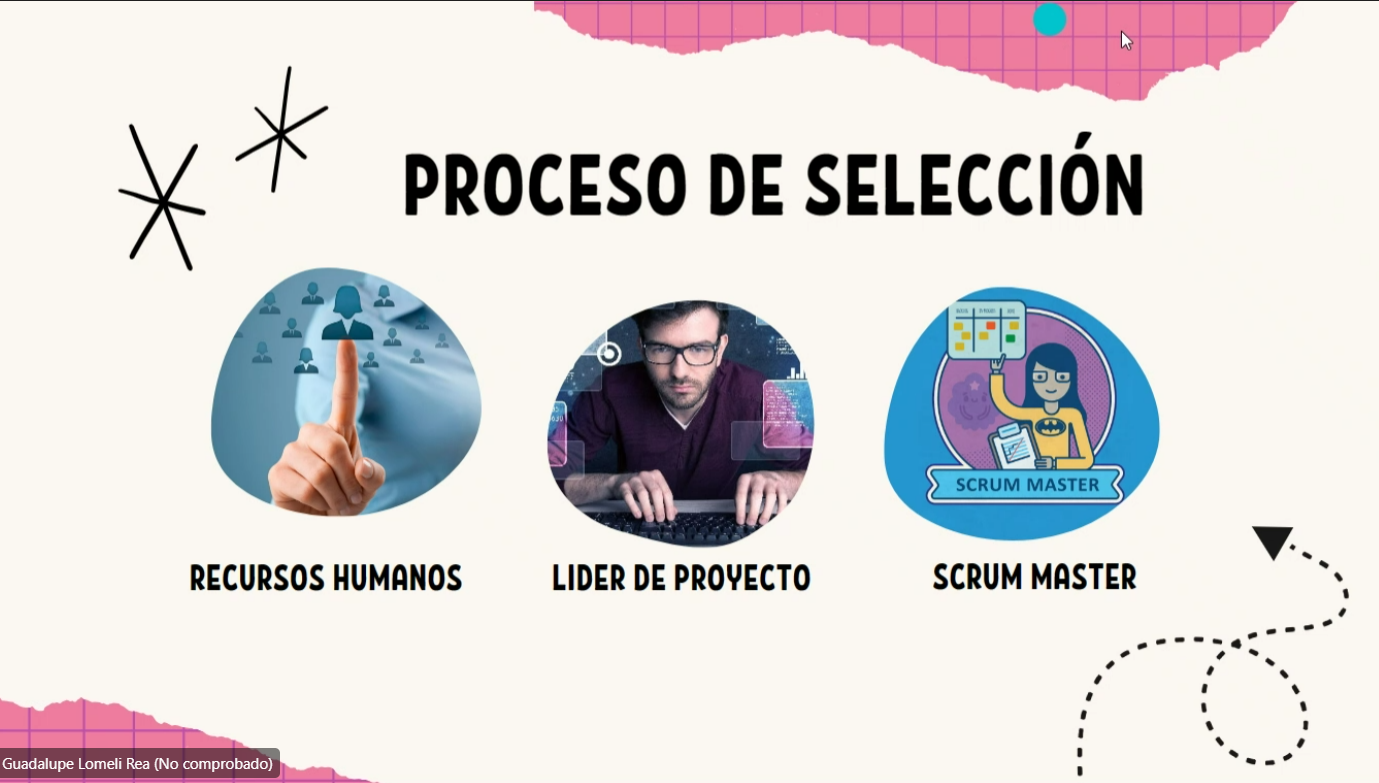 PROCESO DE SELECCIÓN
SCRUM MASTER
RECURSOS HUMANOS
LIDER DE PROYECTO
SCRUM MASTER
Guadalupe Lomeli Rea (No comprobado)